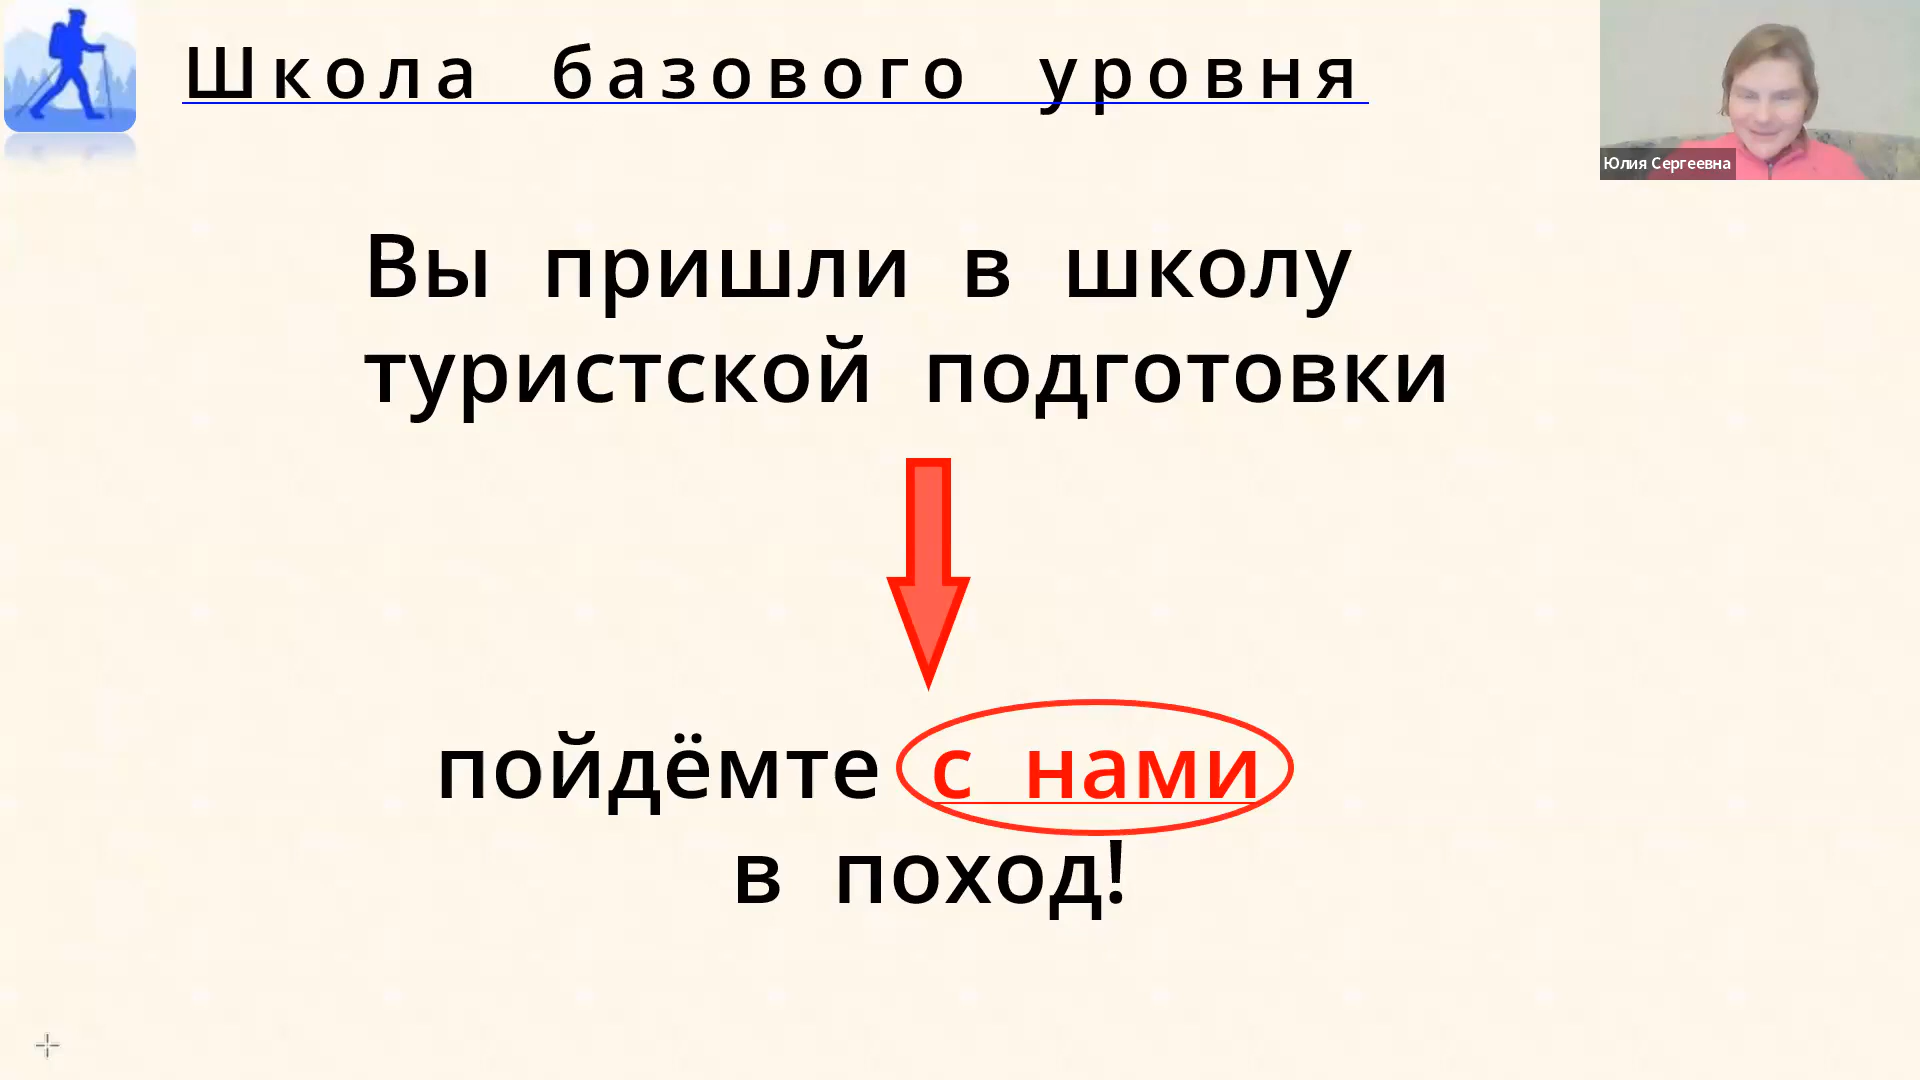 Школа базового уровня
Юлия Сергеевна
Вы пришли в школу
туристской подготовки
пойдёмте с нами
в поход!